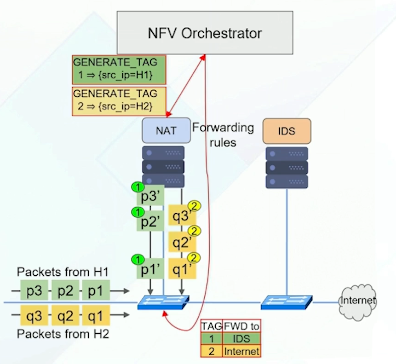 NFV Orchestrator
GENERATE_TAG
1 ⇒ {src_ip=H1}
GENERATE_TAG
2 ⇒ {src_ip=H2}
NAT
Forwarding
rules
IDS
1
p3'
1
p2'
q3'
2
q2'
2
1
p1'
q1'
2
Packets from H1
p3 p2 p1
q3 q2 q1
Packets from H2
Internet
TAG FWD to
1 IDS
2 Internet